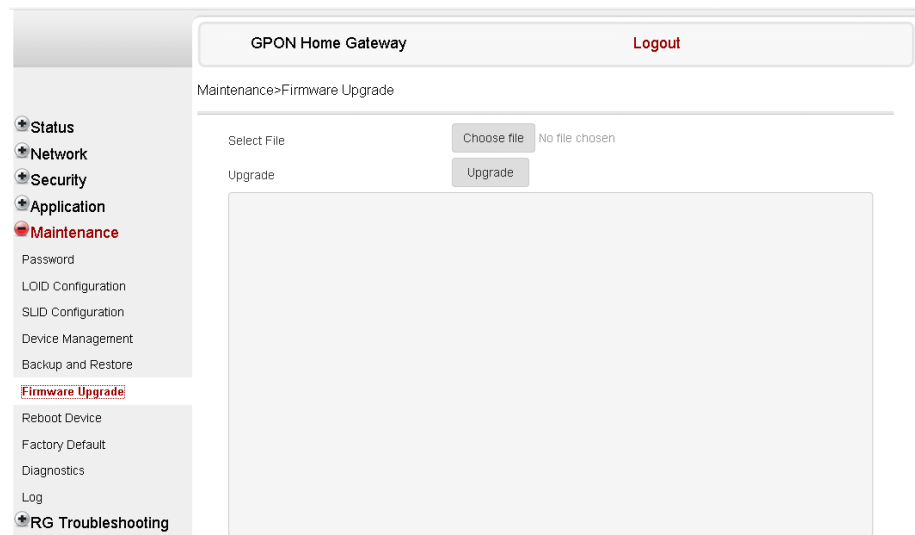 GPON Home Gateway
Logout
Maintenance>Firmware Upgrade
Status
Network
Security
Application
Maintenance
Password
LOID Configuration
SLID Configuration
Device Management
Backup and Restore
Firmware Upgrade
Reboot Device
Factory Default
Diagnostics
Log
RG Troubleshooting
Select File
Choose file No file chosen
Upgrade
Upgrade